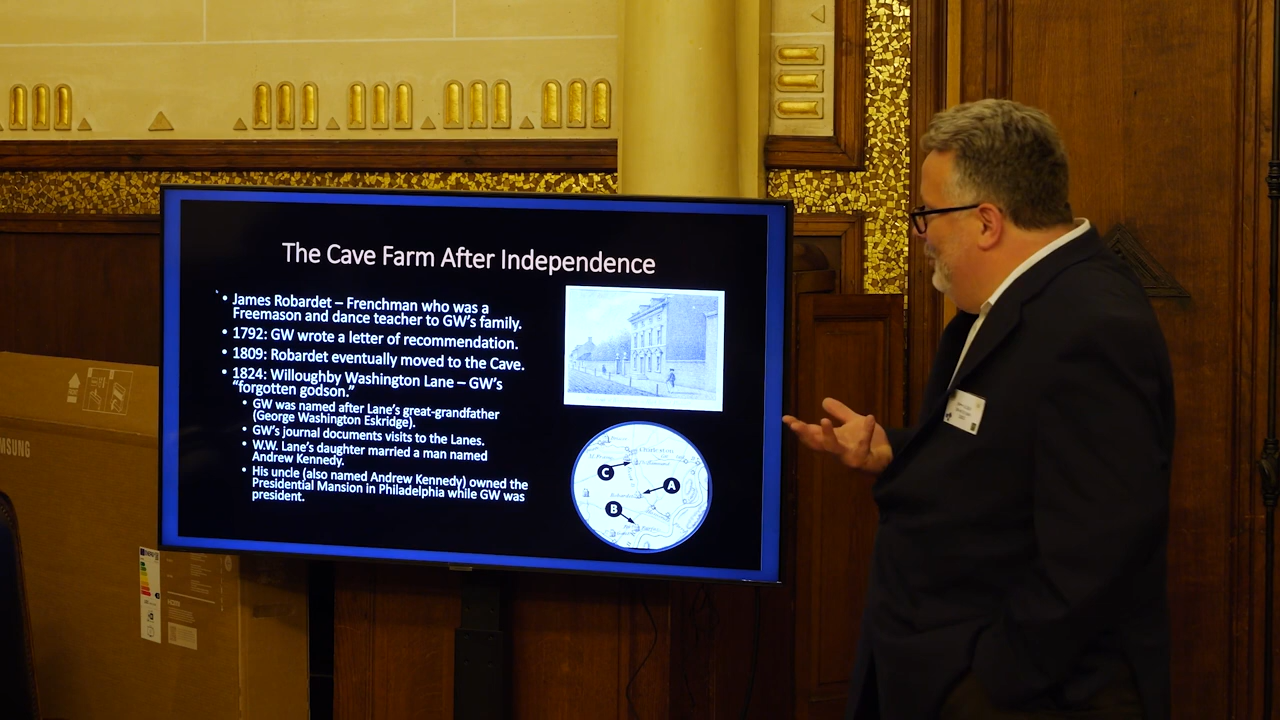 The Cave Farm After Independence
• James Robardet – Frenchman who was a
Freemason and dance teacher to GW's family.
• 1792: GW wrote a letter of recommendation.
• 1809: Robardet eventually moved to the Cave.
• 1824: Willoughby Washington Lane – GW's
"forgotten godson."
• GW was named after Lane's great-grandfather
(George Washington Eskridge).
• GW's journal documents visits to the Lanes.
• W.W. Lane's daughter married a man named
Andrew Kennedy.
• His uncle (also named Andrew Kennedy) owned the
Presidential Mansion in Philadelphia while GW was
president.
C
A
B
MSUNG